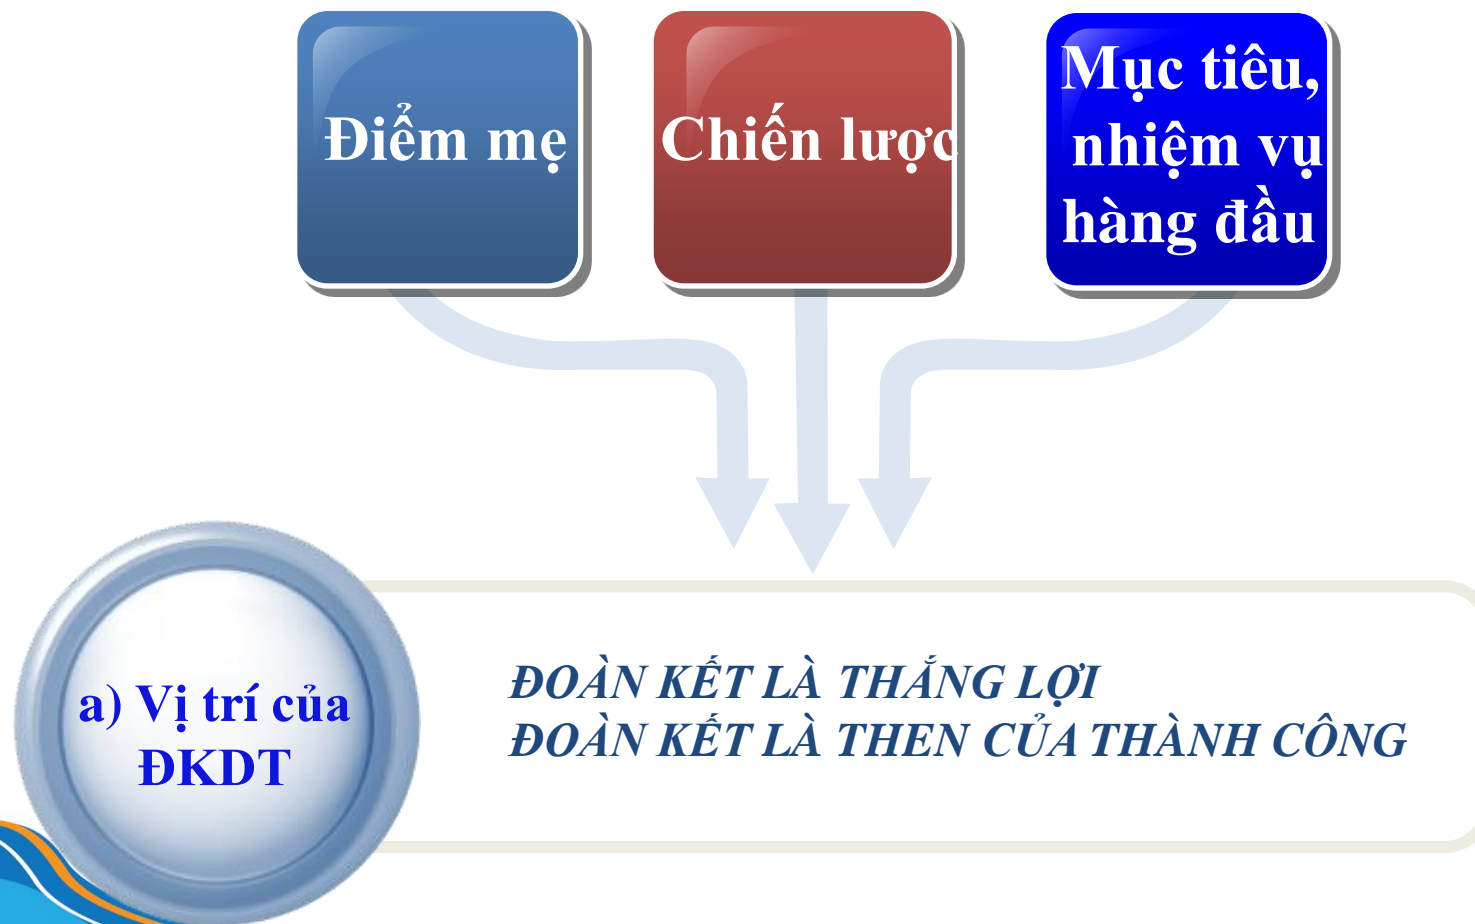 Điểm mẹ
Chiến lược
Mục tiêu,
nhiệm vụ
hàng đầu
a) Vị trí của
ĐKDT
ĐOÀN KẾT LÀ THẮNG LỢI
ĐOÀN KẾT LÀ THEN CỦA THÀNH CÔNG